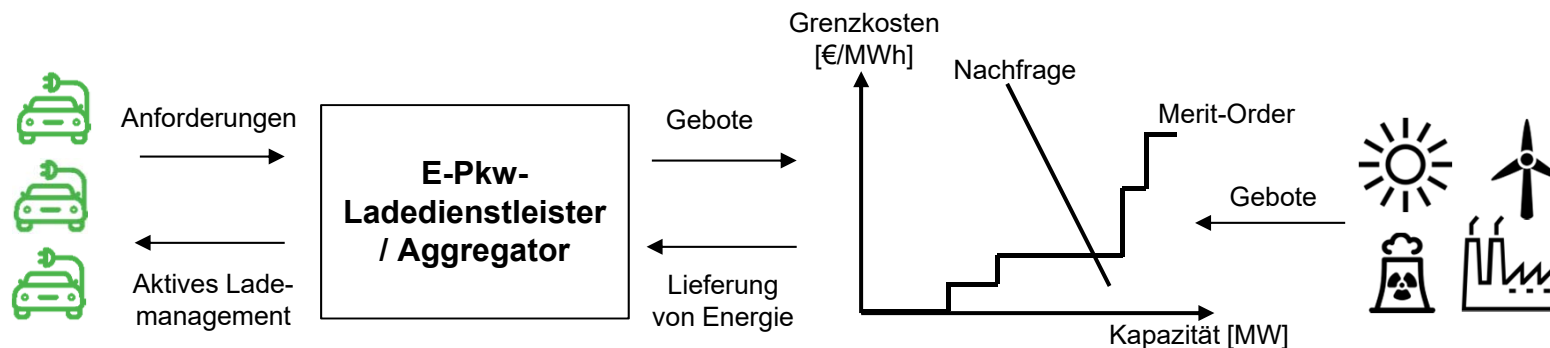 Anforderungen
Aktives Lade-
management
E-Pkw-
Ladedienstleister
/ Aggregator
Gebote
Lieferung
von Energie
Grenzkosten
[€/MWh]
Nachfrage
Merit-Order
Kapazität [MW]
Gebote